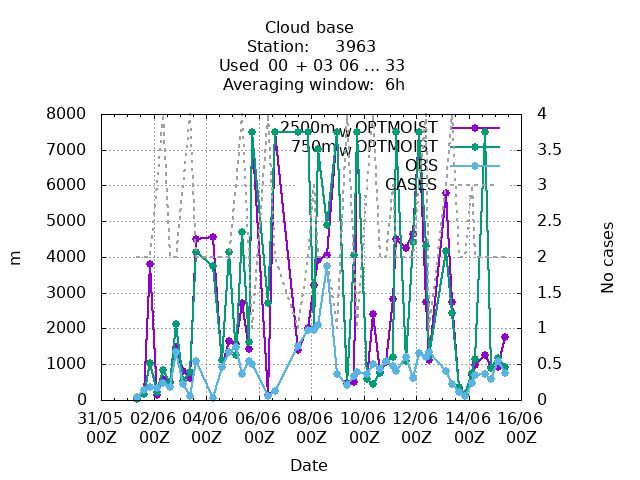 Cloud base
Station:     3963
Used  00  + 03 06 ... 33
Averaging window:  6h
8000
7000
6000
5000
4000
3000
2000
1000
0
m
4
3.5
3
2.5
2
1.5
1
0.5
0
No cases
2500m_W OPTMOIST
750m_W OPTMOIST
OBS
CASES
31/05 02/06 04/06 06/06 08/06 10/06 12/06 14/06 16/06
00Z 00Z 00Z 00Z 00Z 00Z 00Z 00Z 00Z
Date